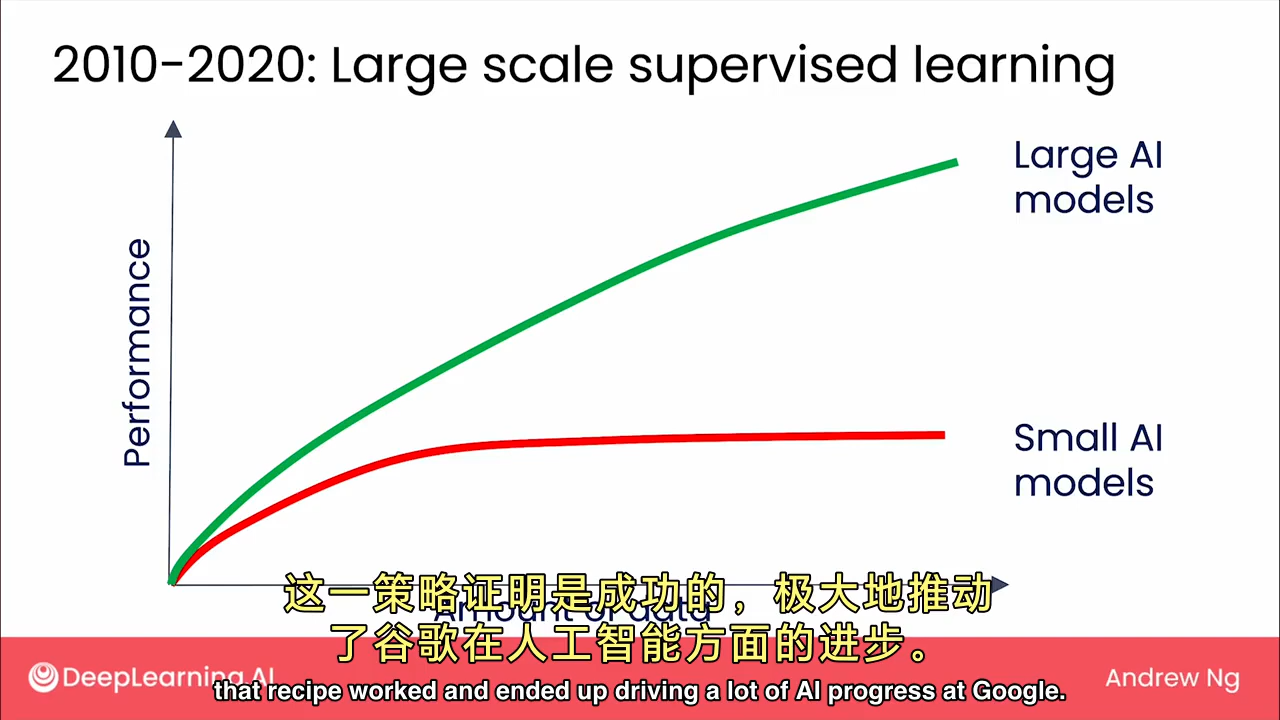 2010-2020: Large scale supervised learning
Large AI
models
Performance
Small AI
models
Amount of data
这一策略证明是成功的，极大地推动
了谷歌在人工智能方面的进步。
DeepLearning.AI
Andrew Ng
that recipe worked and ended up driving a lot of AI progress at Google.